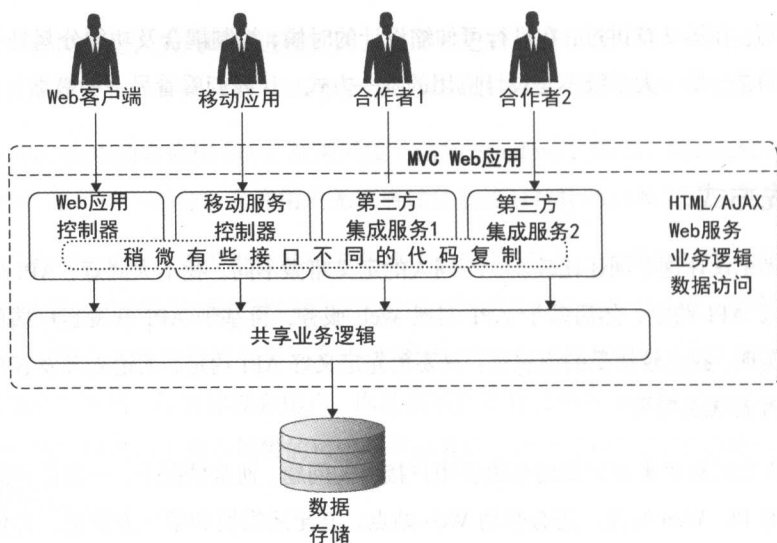 Web客户端
移动应用
合作者1
合作者2
MVC Web应用
Web应用
控制器
移动服务
控制器
第三方
集成服务1
第三方
集成服务2
稍微有些接口不同的代码复制
HTML/AJAX
Web服务
业务逻辑
数据访问
共享业务逻辑
数据
存储